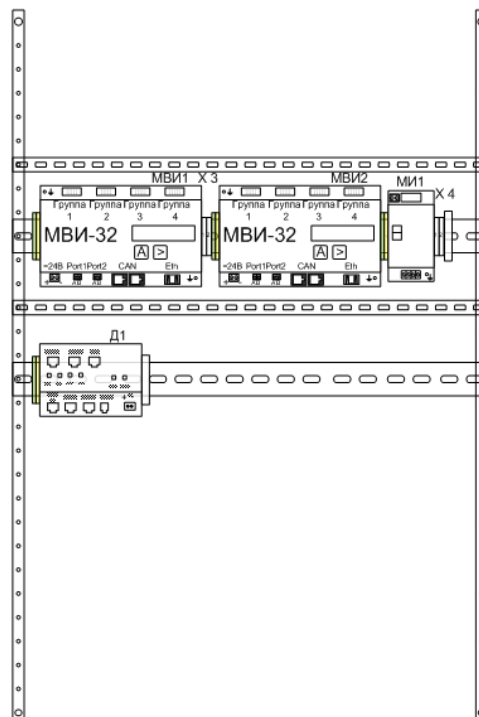 МВИ1 X 3 МВИ2 МИ1
X 4
Группа Группа Группа Группа Группа Группа Группа Группа
1 2 3 4 1 2 3 4
МВИ-32 МВИ-32
A > A >
=24В Port1 Port2 CAN Eth =24В Port1 Port2 CAN Eth
Д1